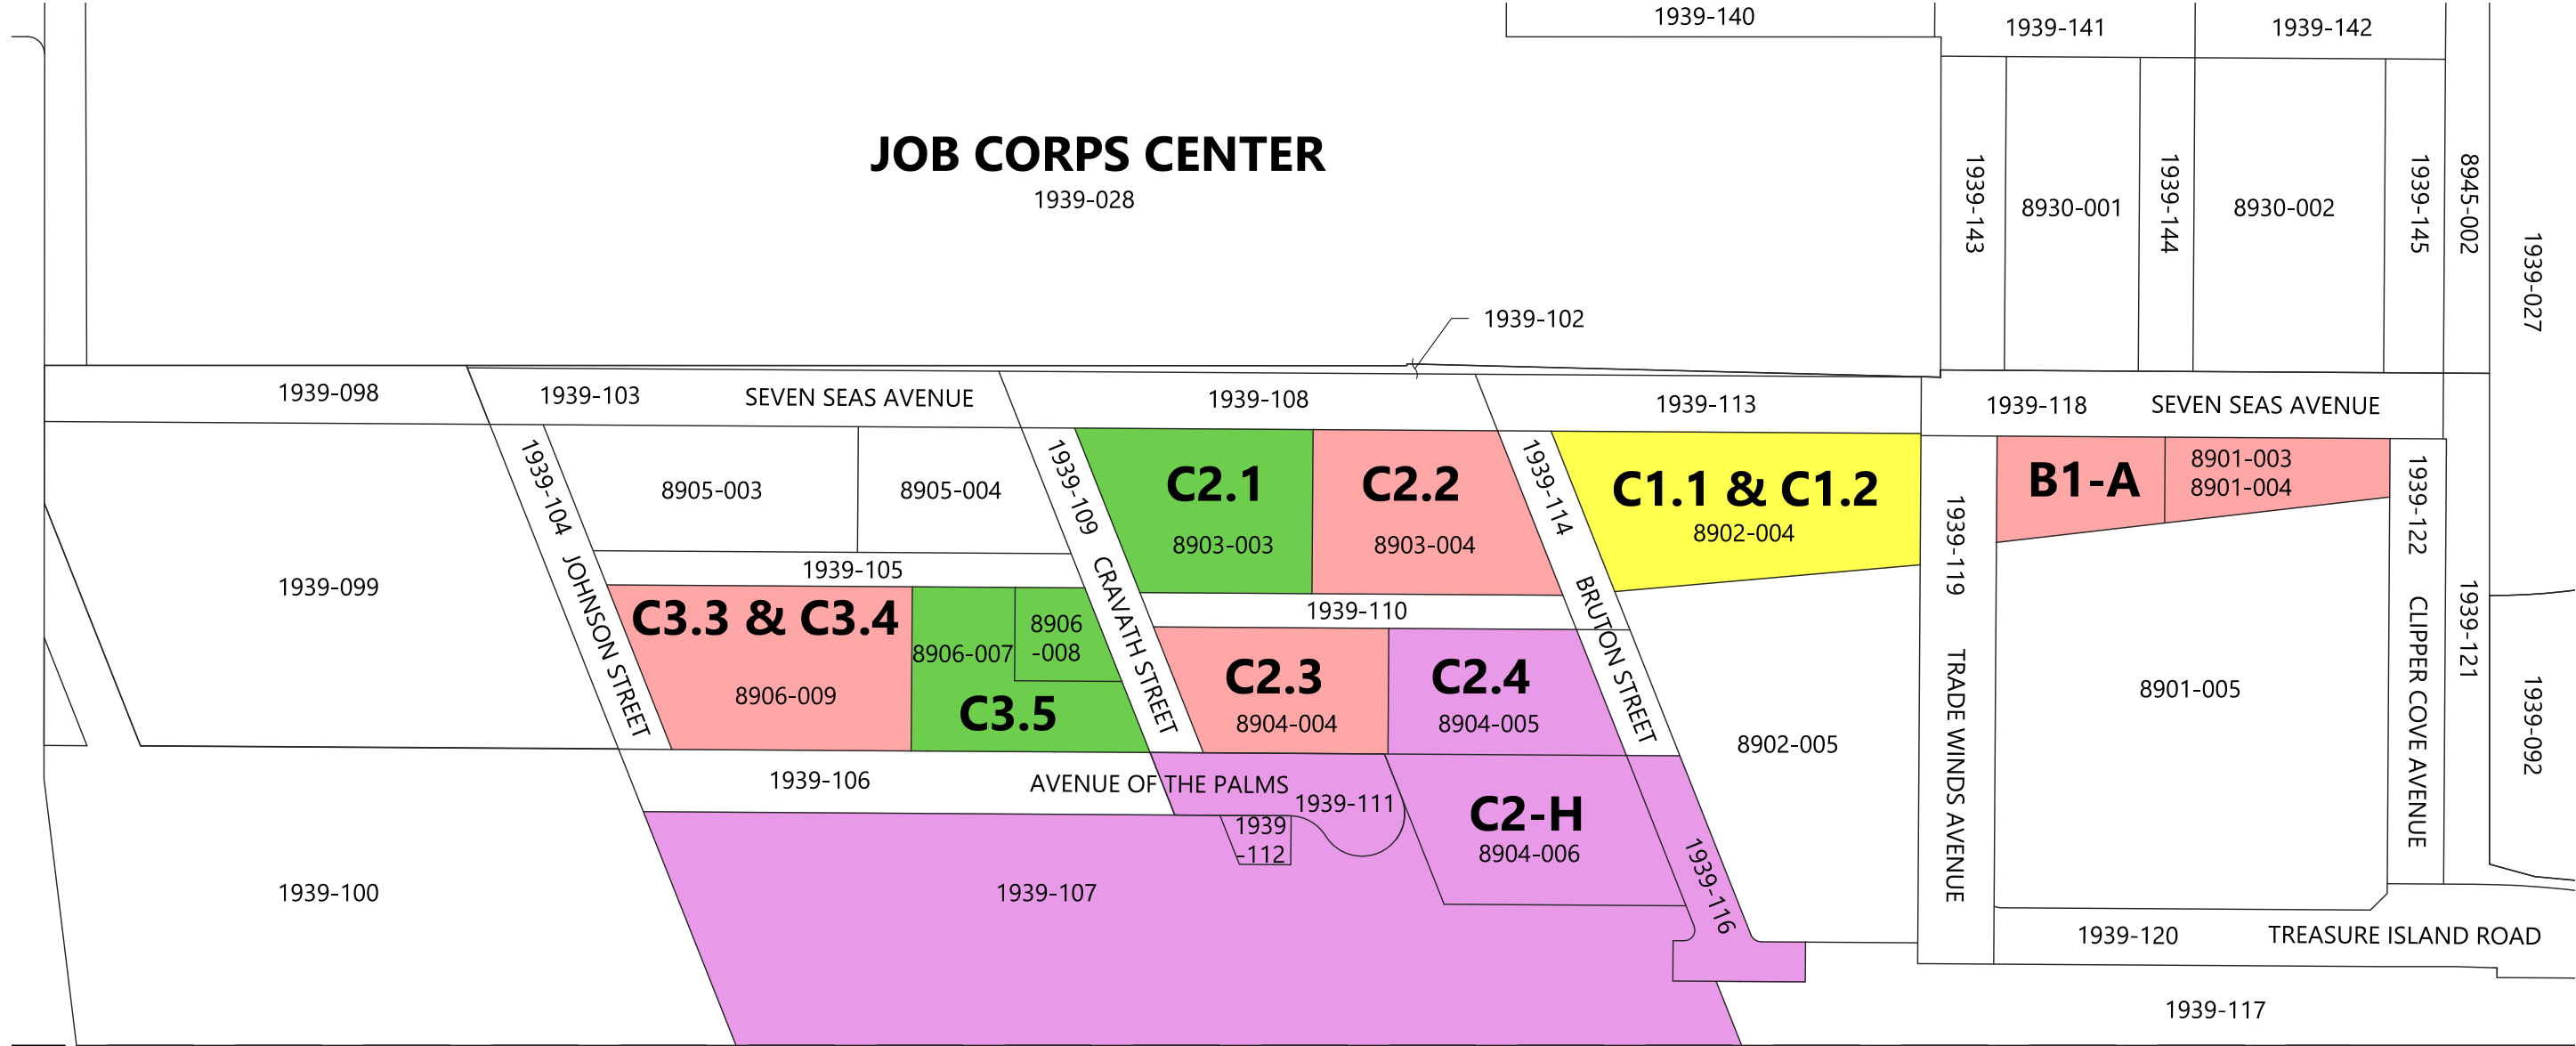 1939-140
1939-141
1939-142
JOB CORPS CENTER
1939-028
1939-143
8930-001
1939-144
8930-002
1939-145
8945-002
1939-027
1939-102
1939-098
1939-103
SEVEN SEAS AVENUE
1939-108
1939-113
1939-118
SEVEN SEAS AVENUE
1939-099
1939-104 JOHNSON STREET
8905-003
8905-004
1939-105
1939-109 CRAVATH STREET
C2.1
8903-003
C2.2
8903-004
1939-110
1939-114 BRUTON STREET
C1.1 & C1.2
8902-004
1939-119 TRADE WINDS AVENUE
B1-A
8901-003
8901-004
1939-122 CLIPPER COVE AVENUE
1939-121
C3.3 & C3.4
8906-009
8906-007
8906
-008
C3.5
C2.3
8904-004
C2.4
8904-005
8902-005
8901-005
1939-092
1939-106
AVENUE OF THE PALMS
1939-111
1939
-112
C2-H
8904-006
1939-116
1939-100
1939-107
1939-120
TREASURE ISLAND ROAD
1939-117